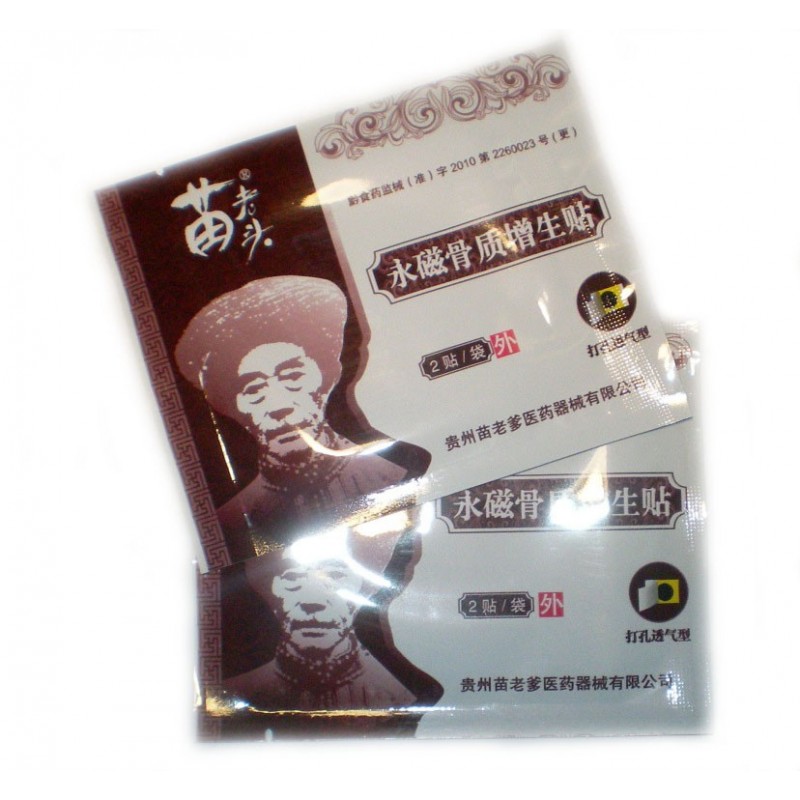 苗老头®
黔食药监械（准）字2010第2260023号（更）
永磁骨质增生贴
2贴/袋 外
打孔透气型
贵州苗老爹医药器械有限公司
永磁骨质增生贴
2贴/袋 外
打孔透气型
贵州苗老爹医药器械有限公司